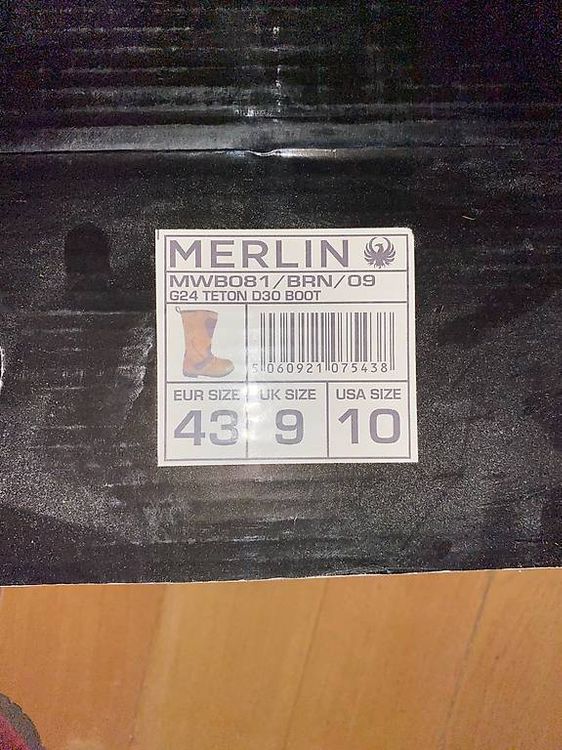 MERLIN
MWB081/BRN/09
G24 TETON D30 BOOT
5 060921 075438
EUR SIZE UK SIZE USA SIZE
43 9 10